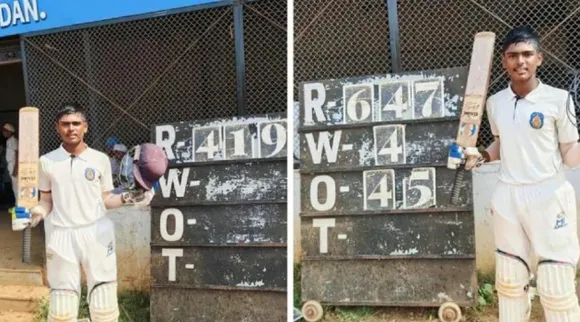 DAN.
R- 419
W-
O-
T-
R- 647
W- 4
O- 45
T-